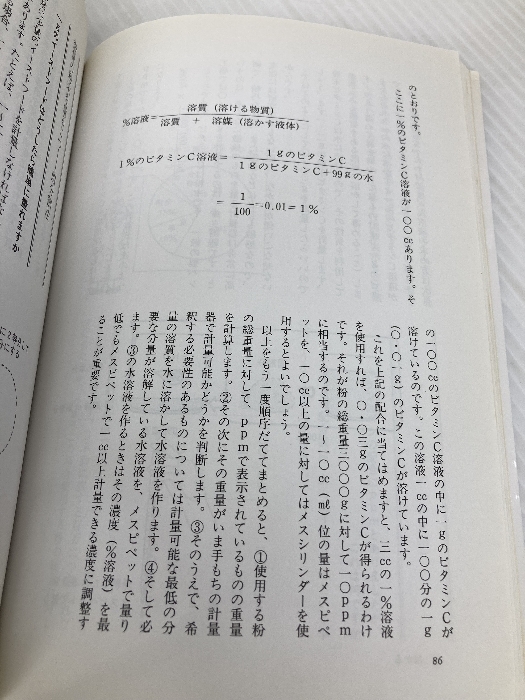 のとおりです。
ここに一%のビタミンC溶液が一〇〇ccあります。そ
%溶液=溶質（溶ける物質）/溶質 + 溶媒（溶かす液体）
1%のビタミンC溶液=1gのビタミンC/1gのビタミンC+99gの水
=1/100=0.01=1%
の一〇〇ccのビタミンC溶液の中に一gのビタミンCが
溶けているのです。この溶液一ccの中に一〇〇分の一g
（〇・〇一g）のビタミンCが溶けています。
これを上記の配合に当てはめますと、三ccの一%溶液
を使用すれば、〇・〇三gのビタミンCが得られるわけ
です。それが粉の総重量三〇〇〇gに対して一〇ppm
に相当するのです。一〜一〇cc（㎖）位の量はメスピペ
ットを、一〇cc以上の量に対してはメスシリンダーを使
用するとよいでしょう。
以上をもう一度順序だててまとめると、①使用する粉
の総重量に対して、ppmで表示されているものの重量
を計算します。②その次にその重量がいま手もちの計量
器で計量可能かどうかを判断します。③そのうえで、希
釈する必要性のあるものについては計量可能な最低の分
量の溶質を水に溶かして水溶液を作ります。④そして必
要な分量が溶解している水溶液を、メスピペットで量り
ます。③の水溶液を作るときはその濃度（%溶液）を最
低でもメスピペットで一cc以上計量できる濃度に調整す
ることが重要です。
86